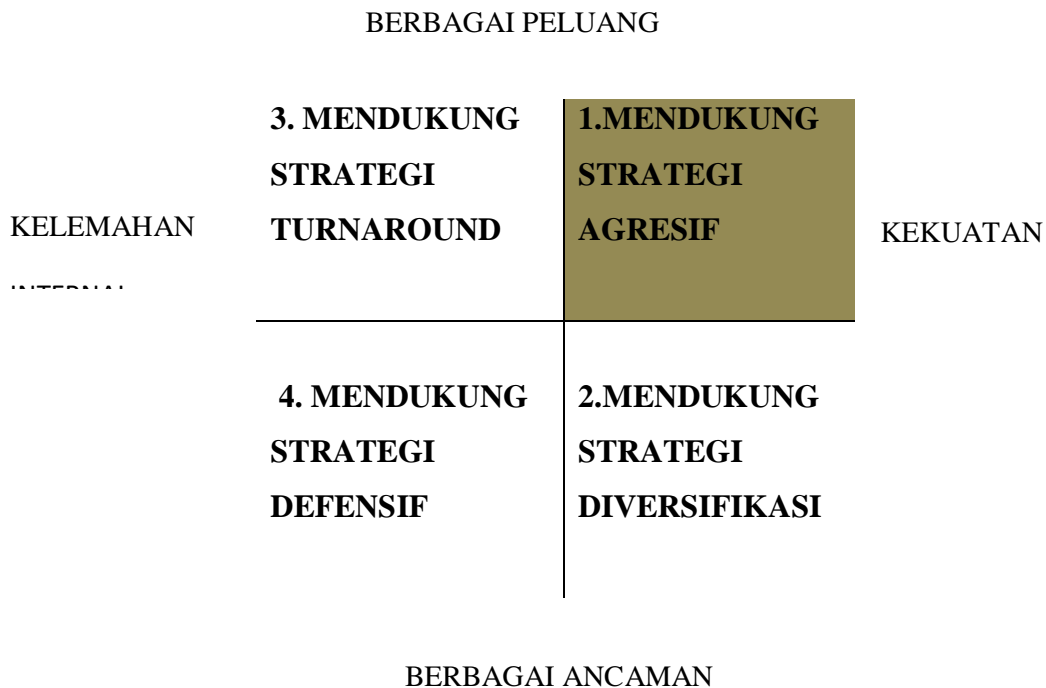 BERBAGAI PELUANG
3. MENDUKUNG
STRATEGI
TURNAROUND
1.MENDUKUNG
STRATEGI
AGRESIF
KELEMAHAN
KEKUATAN
4. MENDUKUNG
STRATEGI
DEFENSIF
2.MENDUKUNG
STRATEGI
DIVERSIFIKASI
BERBAGAI ANCAMAN